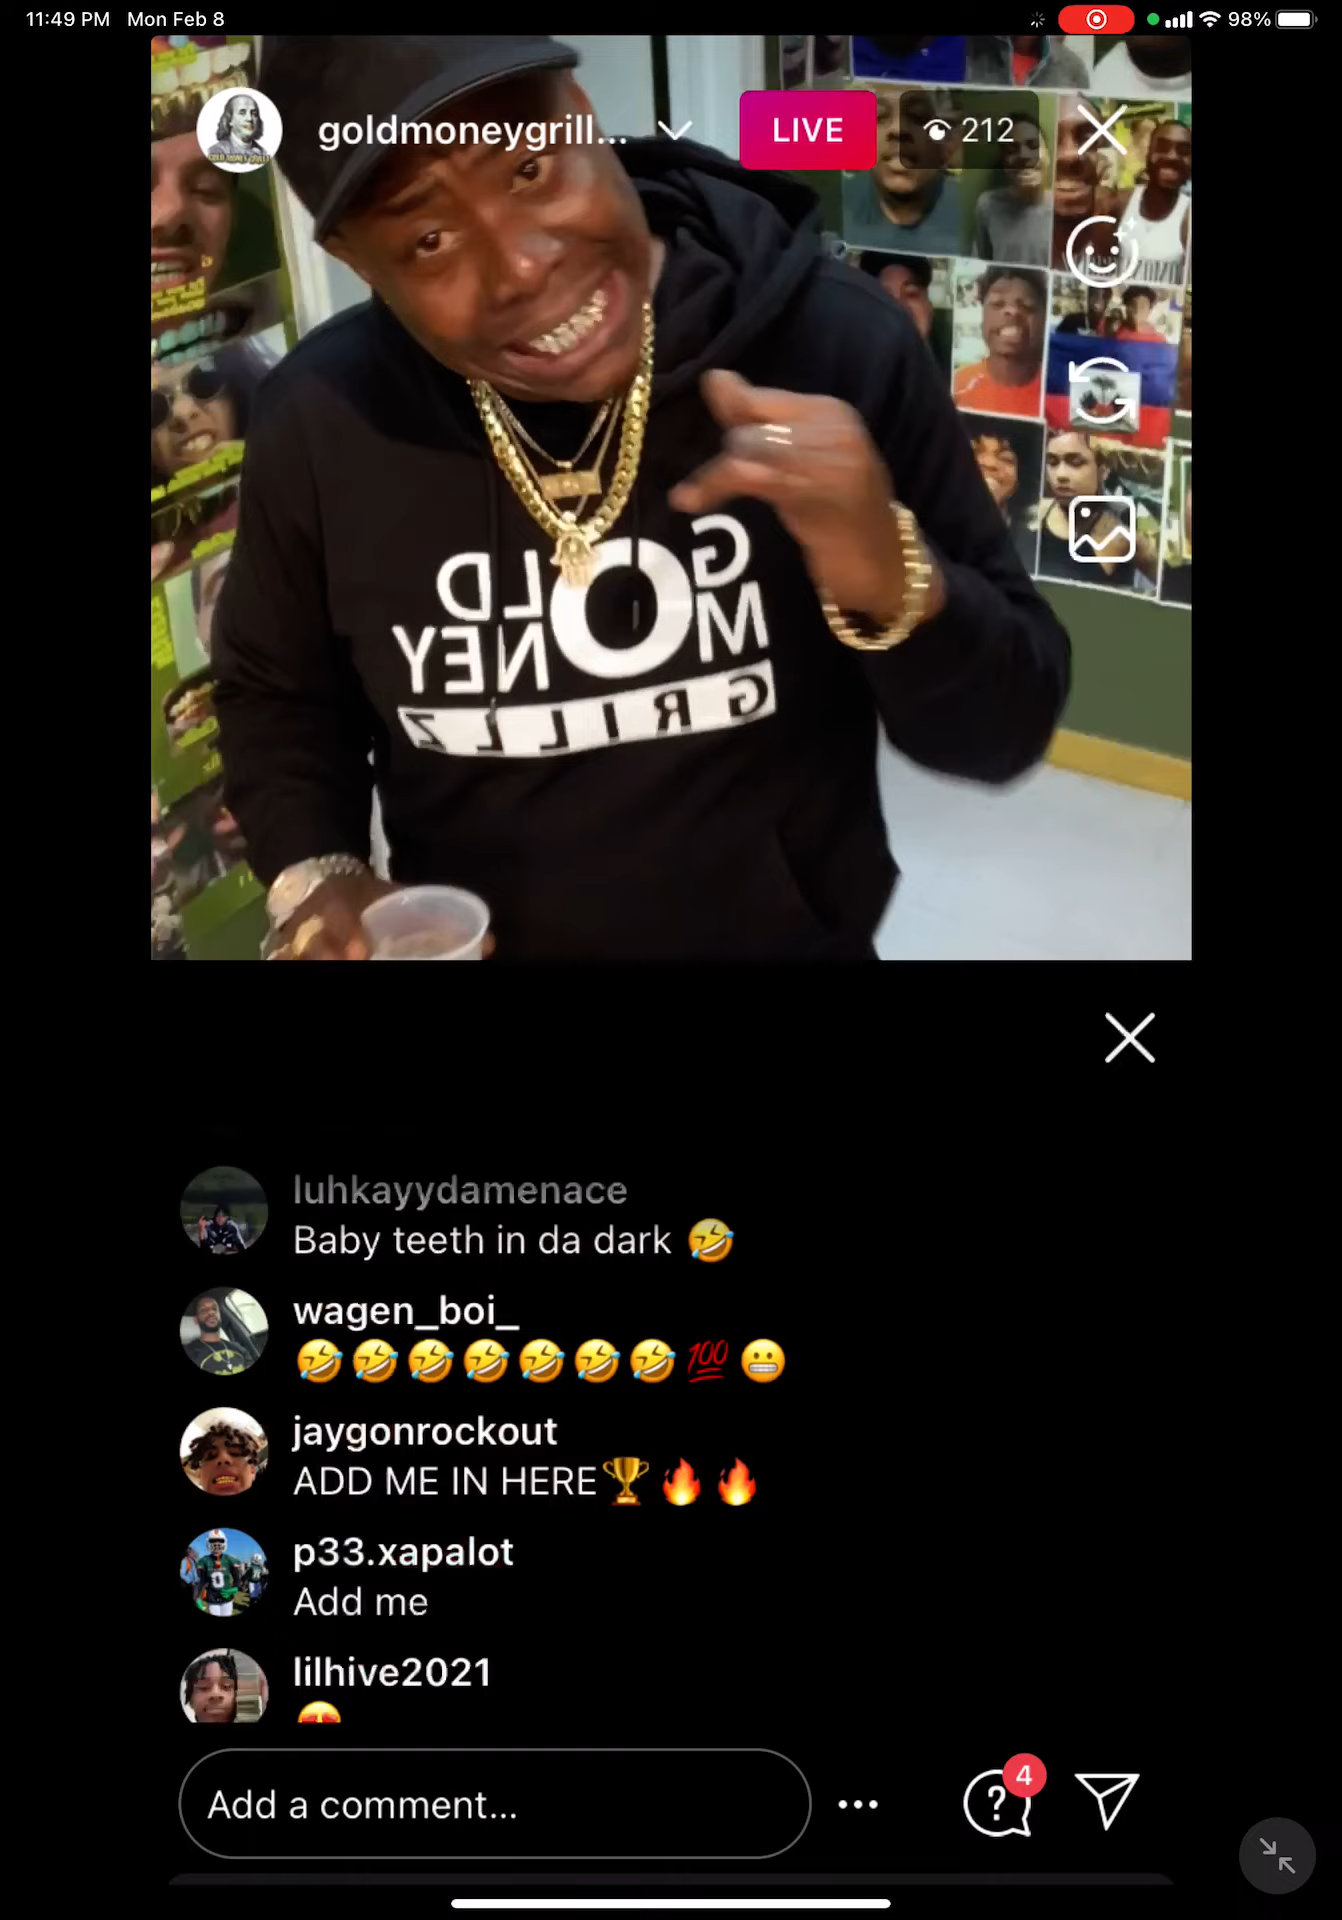 11:49 PM Mon Feb 8
98%
goldmoneygrill...
LIVE
212
GOLD
MONEY
GRILLZ
luhkayydamenace
Baby teeth in da dark 🤣
wagen_boi_
🤣🤣🤣🤣🤣🤣🤣💯😬
jaygonrockout
ADD ME IN HERE🏆🔥🔥
p33.xapalot
Add me
lilhive2021
😍
Add a comment...
4